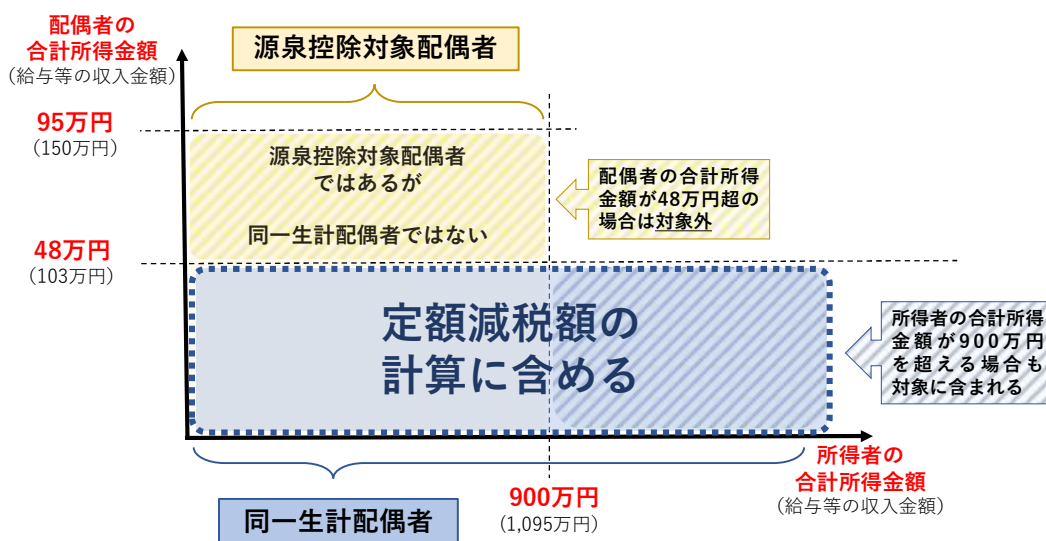 配偶者の
合計所得金額
(給与等の収入金額)
源泉控除対象配偶者
95万円
(150万円)
源泉控除対象配偶者
ではあるが
同一生計配偶者ではない
配偶者の合計所得
金額が48万円超の
場合は対象外
48万円
(103万円)
定額減税額の
計算に含める
所得者の合計所得
金額が900万円
を超える場合も
対象に含まれる
所得者の
合計所得金額
(給与等の収入金額)
900万円
(1,095万円)
同一生計配偶者